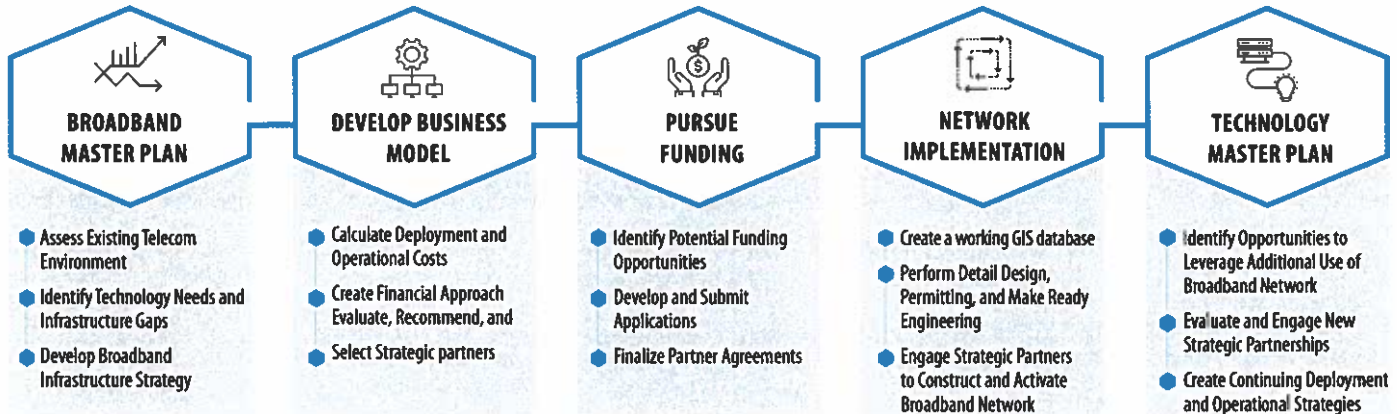 BROADBAND
MASTER PLAN
Assess Existing Telecom
Environment
Identify Technology Needs and
Infrastructure Gaps
Develop Broadband
Infrastructure Strategy
DEVELOP BUSINESS
MODEL
Calculate Deployment and
Operational Costs
Create Financial Approach
Evaluate, Recommend, and
Select Strategic partners
$
PURSUE
FUNDING
Identify Potential Funding
Opportunities
Develop and Submit
Applications
Finalize Partner Agreements
NETWORK
IMPLEMENTATION
Create a working GIS database
Perform Detail Design,
Permitting, and Make Ready
Engineering
Engage Strategic Partners
to Construct and Activate
Broadband Network
TECHNOLOGY
MASTER PLAN
Identify Opportunities to
Leverage Additional Use of
Broadband Network
Evaluate and Engage New
Strategic Partnerships
Create Continuing Deployment
and Operational Strategies